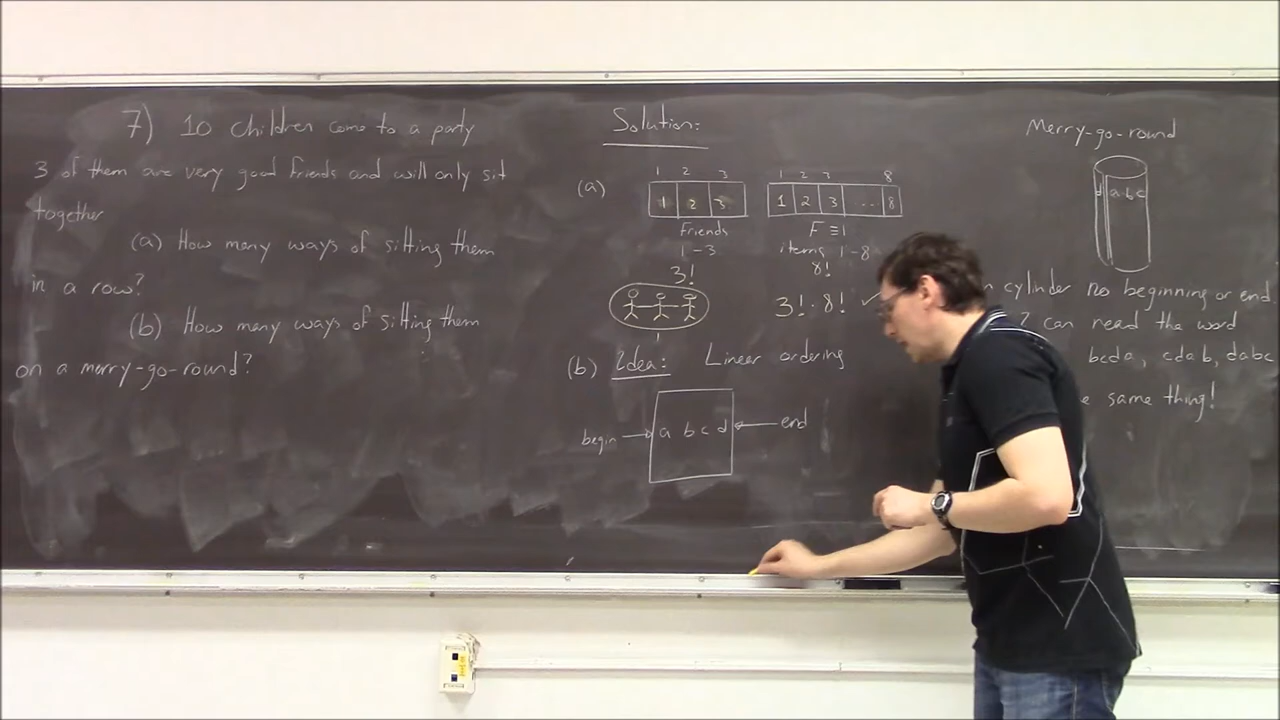 7) 10 children come to a party
3 of them are very good friends and will only sit
together
(a) How many ways of sitting them
in a row?
(b) How many ways of sitting them
on a merry-go-round?
Solution:
(a)
1 2 3
1 2 3
Friends
1-3
3!
1 2 3 8
1 2 3 ... 8
F ≡ 1
items 1-8
8!
3! · 8! ✓
1
(b) Idea: Linear ordering
begin → a b c d ← end
Merry-go-round
d a b c
cylinder no beginning or end
? can read the word
bcda, cdab, dabc
same thing!